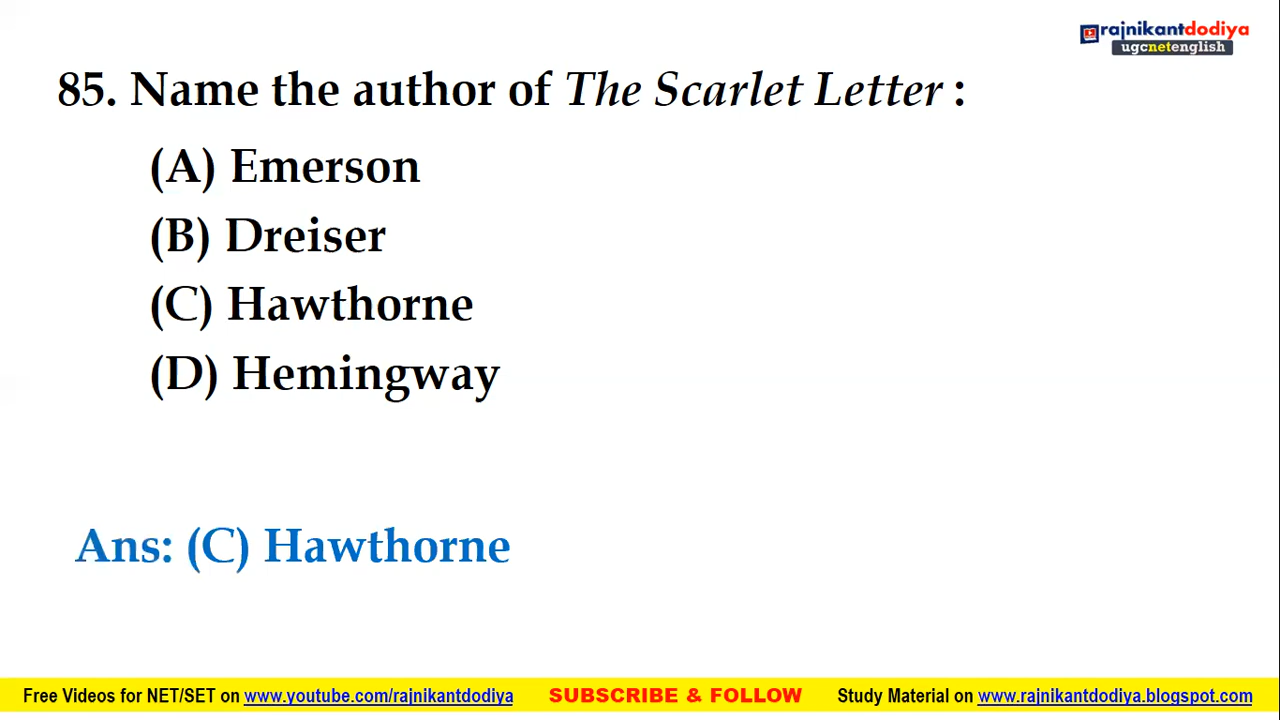 rajnikantdodiya
ugcnetenglish
85. Name the author of The Scarlet Letter :
(A) Emerson
(B) Dreiser
(C) Hawthorne
(D) Hemingway
Ans: (C) Hawthorne
Free Videos for NET/SET on www.youtube.com/rajnikantdodiya SUBSCRIBE & FOLLOW Study Material on www.rajnikantdodiya.blogspot.com